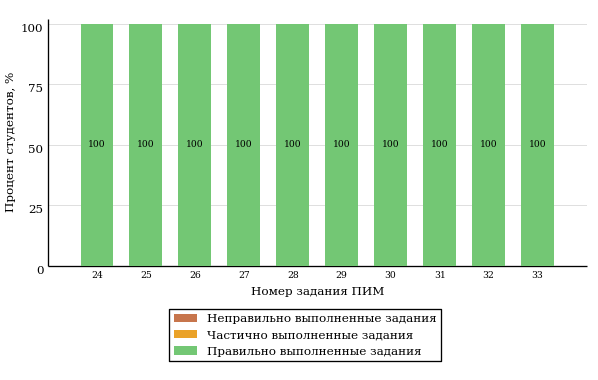 100
75
50
25
0
Процент студентов, %
100 100 100 100 100 100 100 100 100 100
24 25 26 27 28 29 30 31 32 33
Номер задания ПИМ
Неправильно выполненные задания
Частично выполненные задания
Правильно выполненные задания